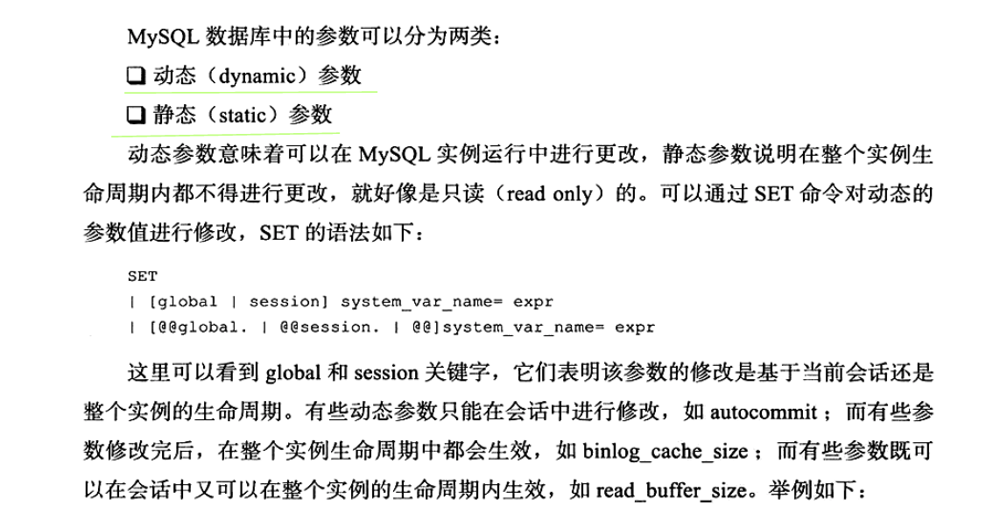 MySQL 数据库中的参数可以分为两类：
❑ 动态（dynamic）参数
❑ 静态（static）参数
动态参数意味着可以在 MySQL 实例运行中进行更改，静态参数说明在整个实例生
命周期内都不得进行更改，就好像是只读（read only）的。可以通过 SET 命令对动态的
参数值进行修改，SET 的语法如下：
SET
| [global | session] system_var_name= expr
| [@@global. | @@session. | @@]system_var_name= expr
这里可以看到 global 和 session 关键字，它们表明该参数的修改是基于当前会话还是
整个实例的生命周期。有些动态参数只能在会话中进行修改，如 autocommit；而有些参
数修改完后，在整个实例生命周期中都会生效，如 binlog_cache_size；而有些参数既可
以在会话中又可以在整个实例的生命周期内生效，如 read_buffer_size。举例如下：